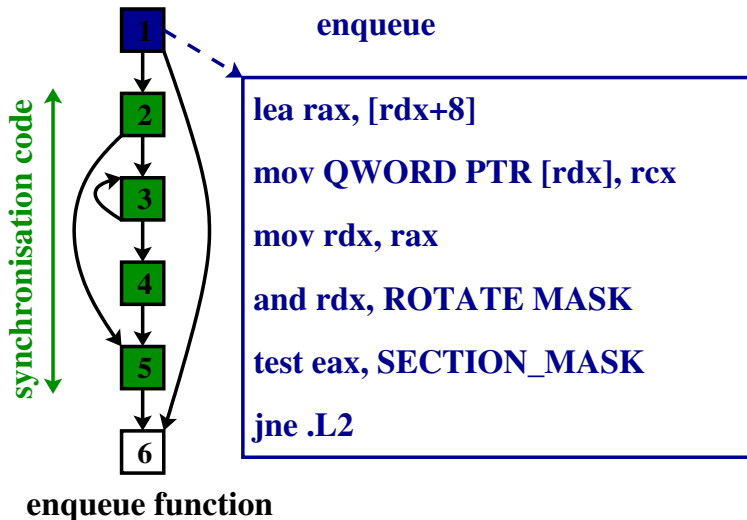 enqueue
1
2
3
4
5
6
synchronisation code
lea rax, [rdx+8]
mov QWORD PTR [rdx], rcx
mov rdx, rax
and rdx, ROTATE MASK
test eax, SECTION_MASK
jne .L2
enqueue function